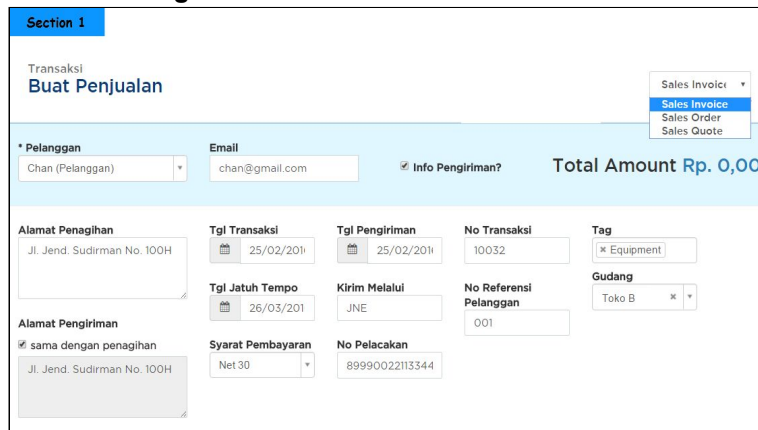 Section 1
Transaksi
Buat Penjualan
Sales Invoice
Sales Invoice
Sales Order
Sales Quote
* Pelanggan
Email
Chan (Pelanggan)
chan@gmail.com
Info Pengiriman?
Total Amount Rp. 0,00
Alamat Penagihan
Tgl Transaksi
Tgl Pengiriman
No Transaksi
Tag
Jl. Jend. Sudirman No. 100H
25/02/201
25/02/201
10032
× Equipment
Gudang
Tgl Jatuh Tempo
Kirim Melalui
No Referensi
Pelanggan
Toko B ×
26/03/201
JNE
001
Alamat Pengiriman
sama dengan penagihan
Syarat Pembayaran
No Pelacakan
Jl. Jend. Sudirman No. 100H
Net 30
89990022113344